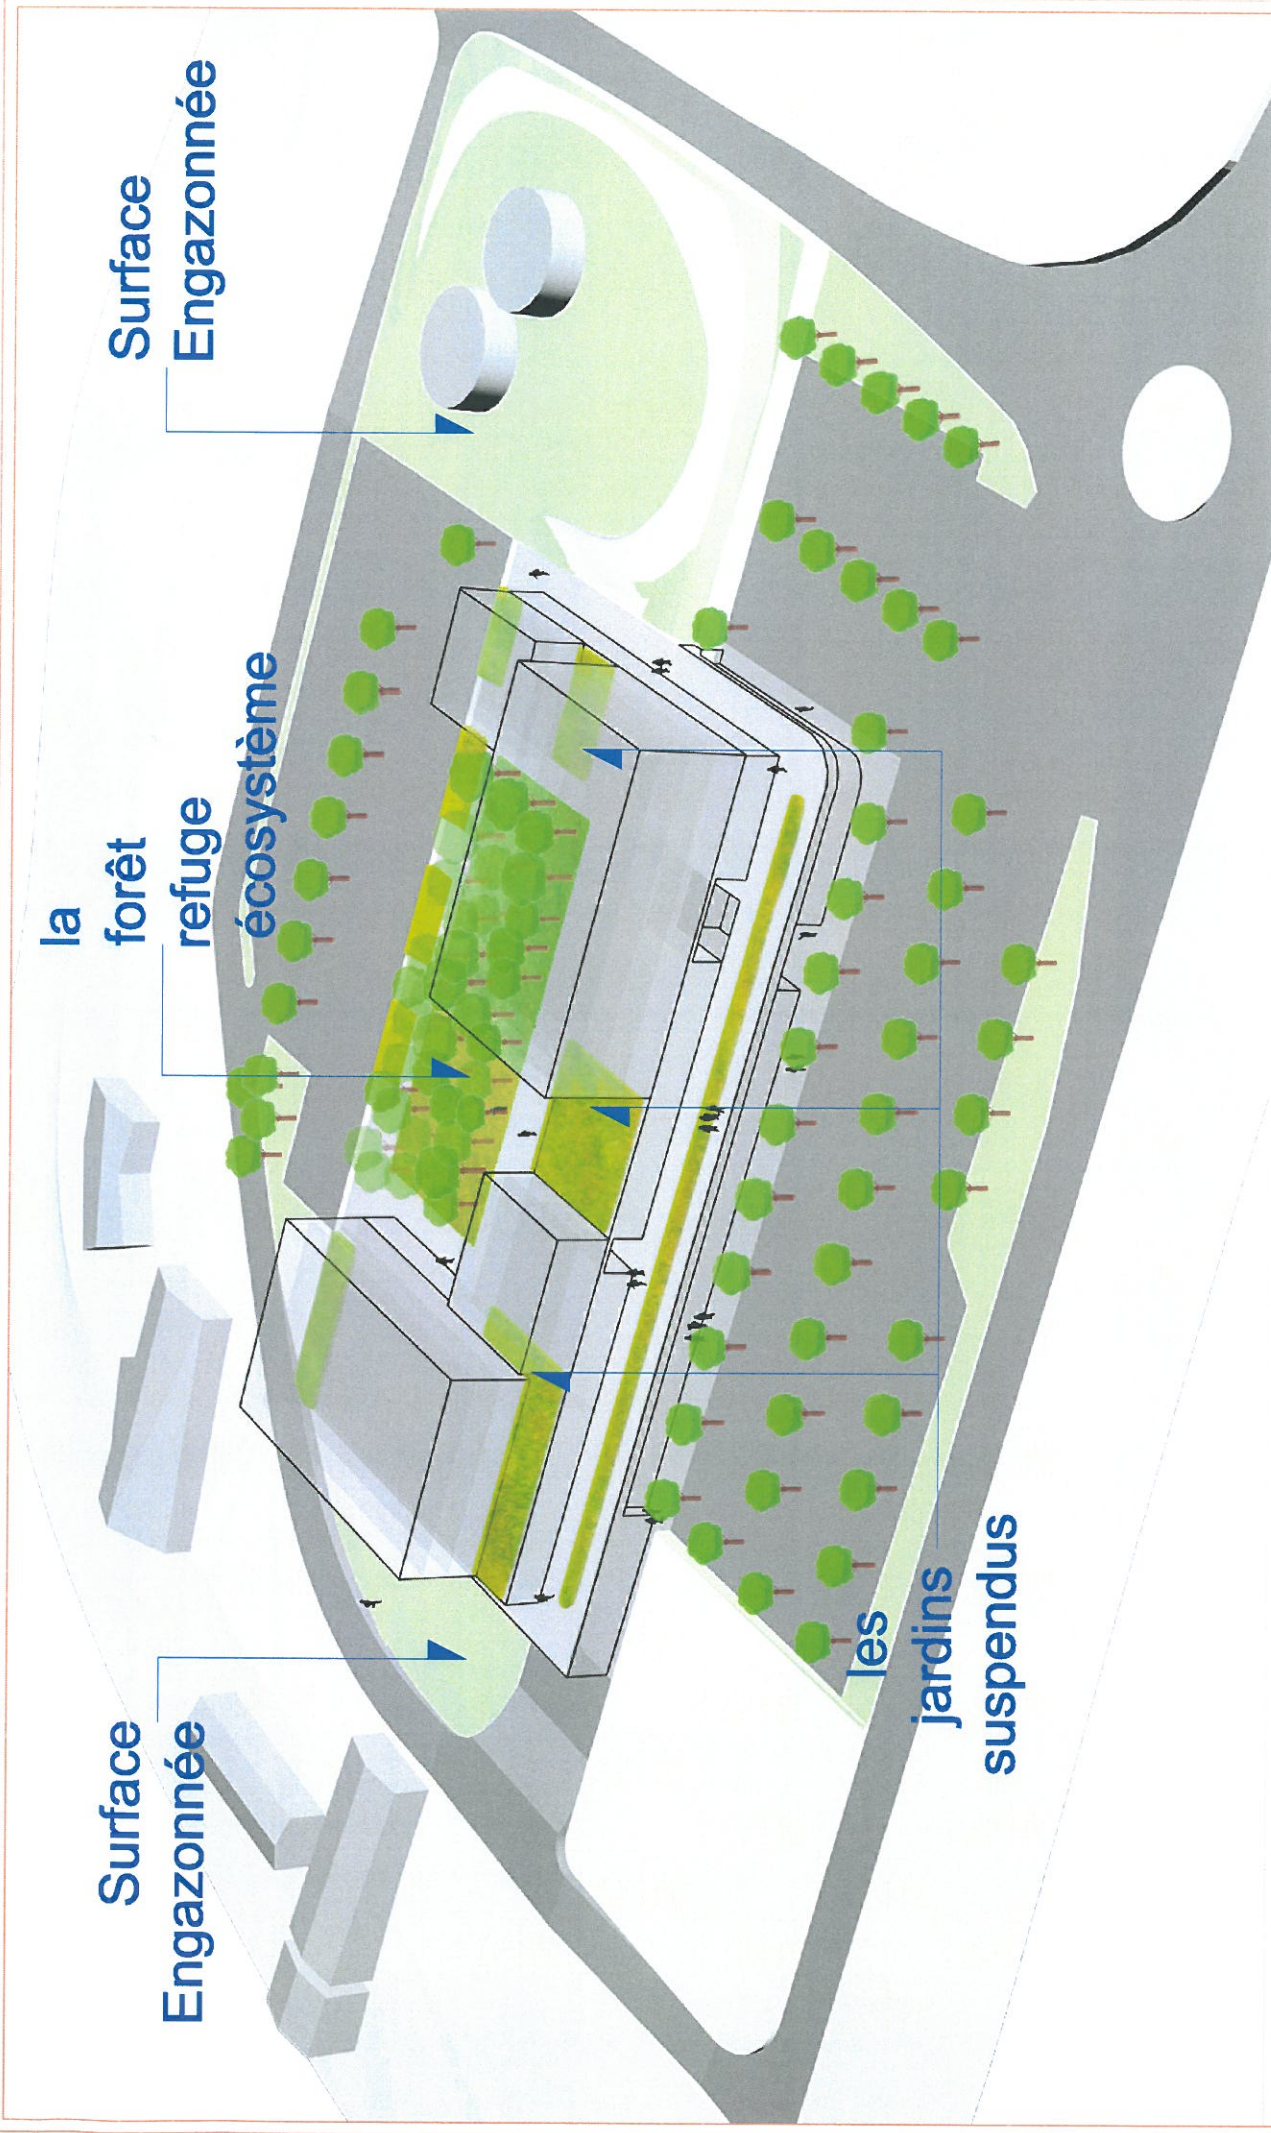 Surface
Engazonnée
la
forêt
refuge
écosystème
Surface
Engazonnée
les
jardins
suspendus